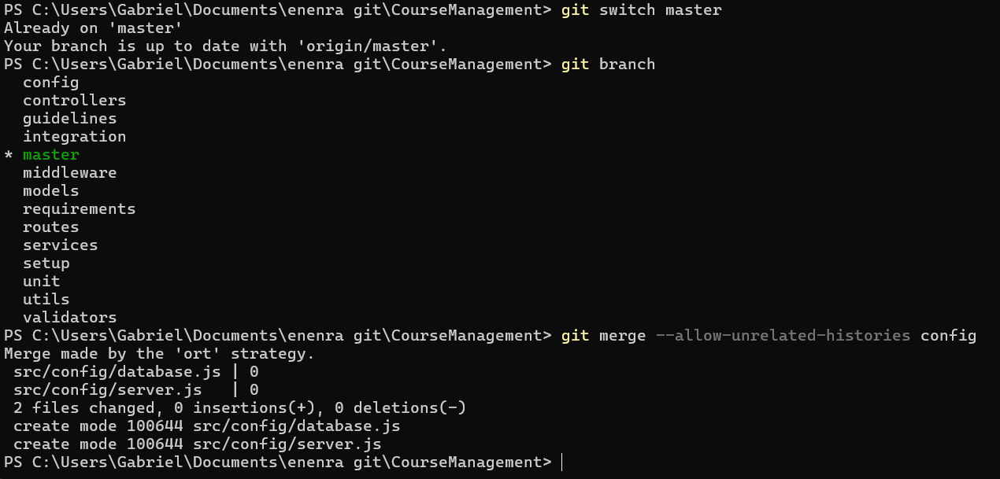 PS C:\Users\Gabriel\Documents\enenra git\CourseManagement> git switch master
Already on 'master'
Your branch is up to date with 'origin/master'.
PS C:\Users\Gabriel\Documents\enenra git\CourseManagement> git branch
  config
  controllers
  guidelines
  integration
* master
  middleware
  models
  requirements
  routes
  services
  setup
  unit
  utils
  validators
PS C:\Users\Gabriel\Documents\enenra git\CourseManagement> git merge --allow-unrelated-histories config
Merge made by the 'ort' strategy.
 src/config/database.js | 0
 src/config/server.js   | 0
 2 files changed, 0 insertions(+), 0 deletions(-)
 create mode 100644 src/config/database.js
 create mode 100644 src/config/server.js
PS C:\Users\Gabriel\Documents\enenra git\CourseManagement>